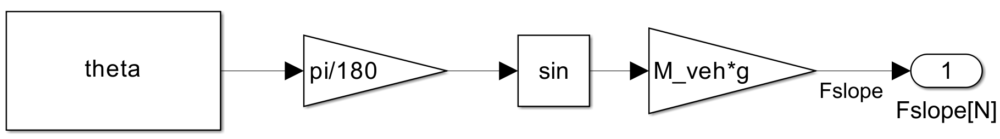 theta
pi/180
sin
M_veh*g
Fslope
1
Fslope[N]